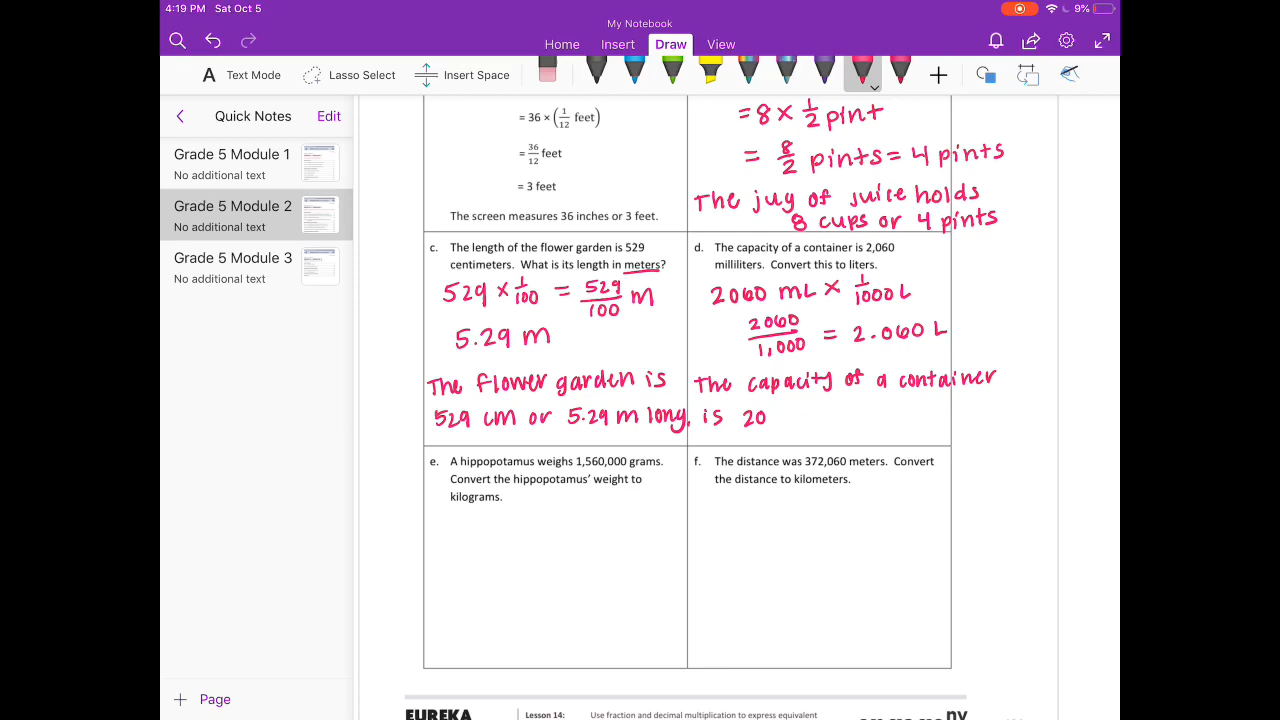 4:19 PM Sat Oct 5
9%
My Notebook
Home Insert Draw View
Text Mode Lasso Select Insert Space
Quick Notes Edit
Grade 5 Module 1
No additional text
Grade 5 Module 2
No additional text
Grade 5 Module 3
No additional text
Page
= 36 × (1/12 feet)
= 36/12 feet
= 3 feet
The screen measures 36 inches or 3 feet.
= 8 × 1/2 pint
= 8/2 pints = 4 pints
The jug of juice holds
8 cups or 4 pints
c. The length of the flower garden is 529
centimeters. What is its length in meters?
529 × 1/100 = 529/100 m
5.29 m
The flower garden is
529 cm or 5.29 m long.
d. The capacity of a container is 2,060
milliliters. Convert this to liters.
2060 mL × 1/1000 L
2060/1,000 = 2.060 L
The capacity of a container
is 20
e. A hippopotamus weighs 1,560,000 grams.
Convert the hippopotamus’ weight to
kilograms.
f. The distance was 372,060 meters. Convert
the distance to kilometers.
EUREKA
Lesson 14: Use fraction and decimal multiplication to express equivalent